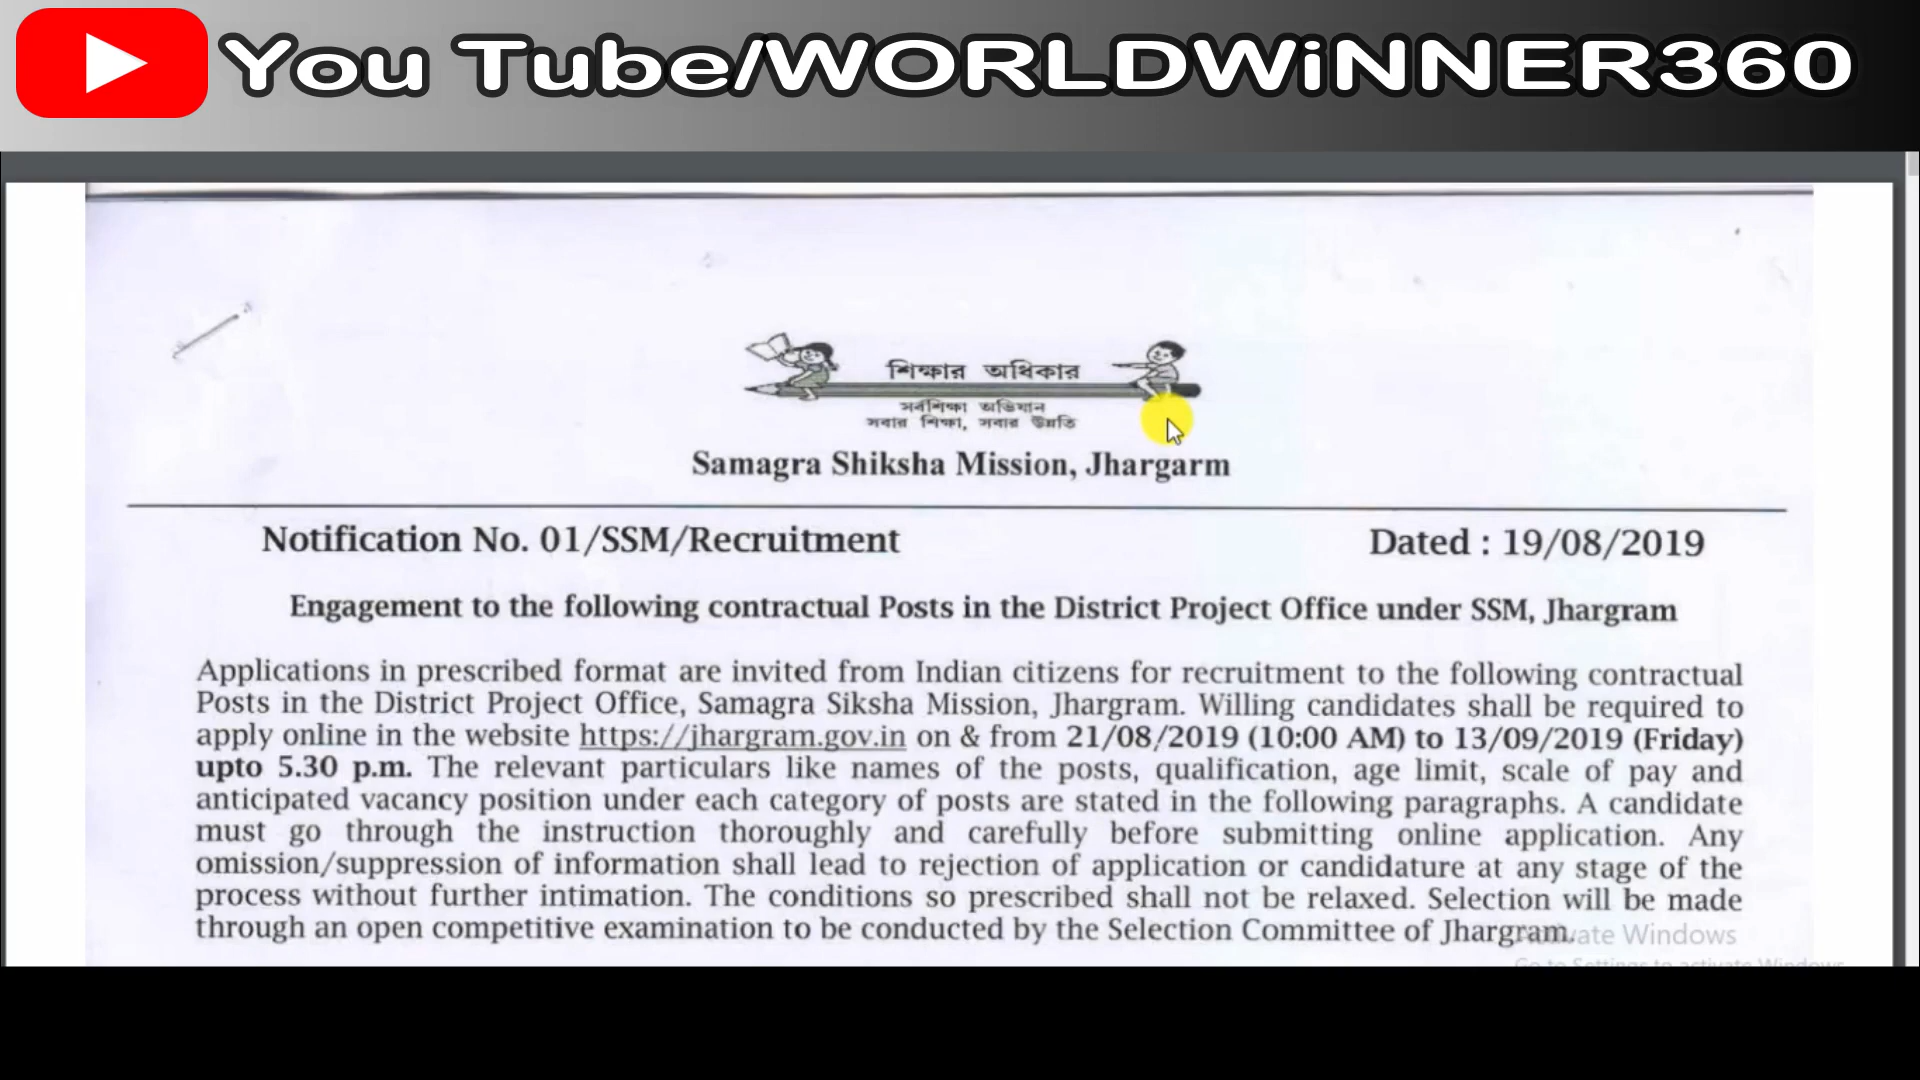 You Tube/WORLDWiNNER360
শিক্ষার অধিকার
সর্বশিক্ষা অভিযান
সবার শিক্ষা, সবার উন্নতি
Samagra Shiksha Mission, Jhargarm
Notification No. 01/SSM/Recruitment Dated : 19/08/2019
Engagement to the following contractual Posts in the District Project Office under SSM, Jhargram
Applications in prescribed format are invited from Indian citizens for recruitment to the following contractual
Posts in the District Project Office, Samagra Siksha Mission, Jhargram. Willing candidates shall be required to
apply online in the website https://jhargram.gov.in on & from 21/08/2019 (10:00 AM) to 13/09/2019 (Friday)
upto 5.30 p.m. The relevant particulars like names of the posts, qualification, age limit, scale of pay and
anticipated vacancy position under each category of posts are stated in the following paragraphs. A candidate
must go through the instruction thoroughly and carefully before submitting online application. Any
omission/suppression of information shall lead to rejection of application or candidature at any stage of the
process without further intimation. The conditions so prescribed shall not be relaxed. Selection will be made
through an open competitive examination to be conducted by the Selection Committee of Jhargram.
Activate Windows
Go to Settings to activate Windows.